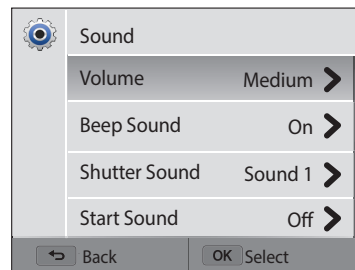 Sound
Volume Medium
Beep Sound On
Shutter Sound Sound 1
Start Sound Off
Back OK Select